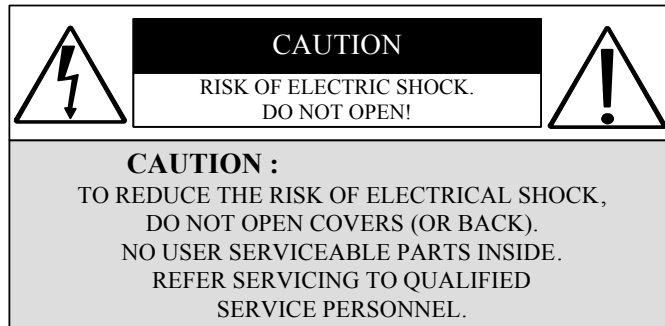 CAUTION
RISK OF ELECTRIC SHOCK.
DO NOT OPEN!
CAUTION :
TO REDUCE THE RISK OF ELECTRICAL SHOCK,
DO NOT OPEN COVERS (OR BACK).
NO USER SERVICEABLE PARTS INSIDE.
REFER SERVICING TO QUALIFIED
SERVICE PERSONNEL.